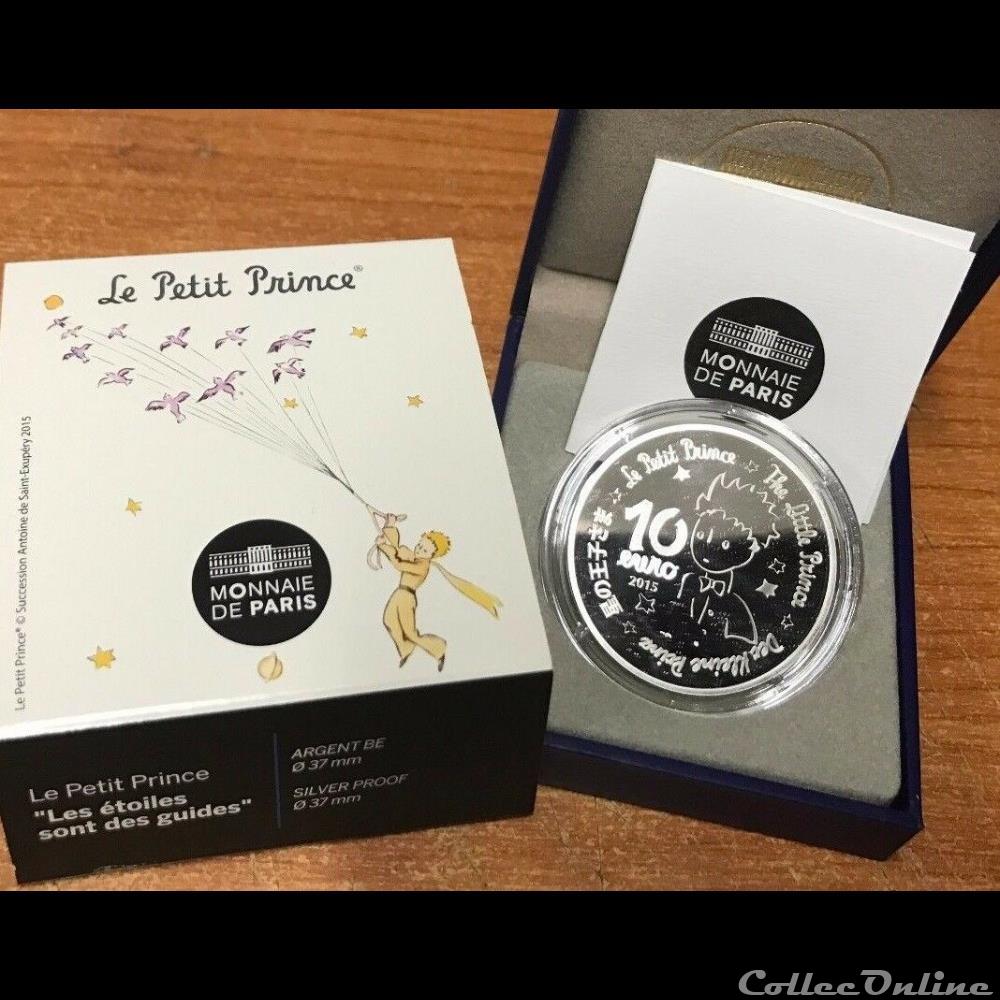 Le Petit Prince®
Le Petit Prince® © Succession Antoine de Saint-Exupéry 2015
MONNAIE
DE PARIS
Le Petit Prince
"Les étoiles
sont des guides"
ARGENT BE
Ø 37 mm
SILVER PROOF
Ø 37 mm
MONNAIE
DE PARIS
Le Petit Prince
The Little Prince
Der Kleine Prinz
星の王子さま
10
euro
2015
ColleeOnline